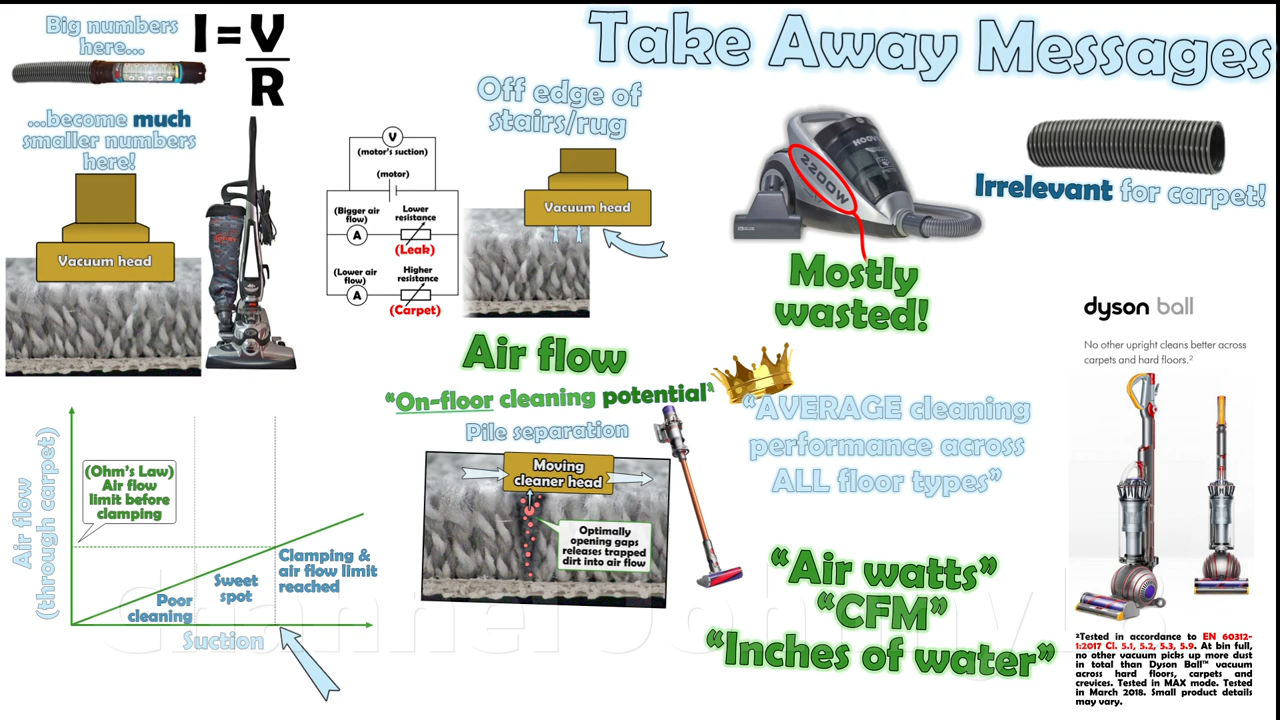 Take Away Messages
Big numbers
here...
I = V
R
...become much
smaller numbers
here!
Vacuum head
V
(motor's suction)
(motor)
(Bigger air
flow)
Lower
resistance
A
(Leak)
(Lower air
flow)
Higher
resistance
A
(Carpet)
Off edge of
stairs/rug
Vacuum head
HOOVER
2200W
Mostly
wasted!
Irrelevant for carpet!
Air flow
"On-floor cleaning potential"
Pile separation
Moving
cleaner head
Optimally
opening gaps
releases trapped
dirt into air flow
"AVERAGE cleaning
performance across
ALL floor types"
"Air watts"
"CFM"
"Inches of water"
dyson ball
No other upright cleans better across
carpets and hard floors.²
²Tested in accordance to EN 60312-
1:2017 Cl. 5.1, 5.2, 5.3, 5.9. At bin full,
no other vacuum picks up more dust
in total than Dyson Ball™ vacuum
across hard floors, carpets and
crevices. Tested in MAX mode. Tested
in March 2018. Small product details
may vary.
Air flow
(through carpet)
(Ohm's Law)
Air flow
limit before
clamping
Poor
cleaning
Sweet
spot
Clamping &
air flow limit
reached
Suction